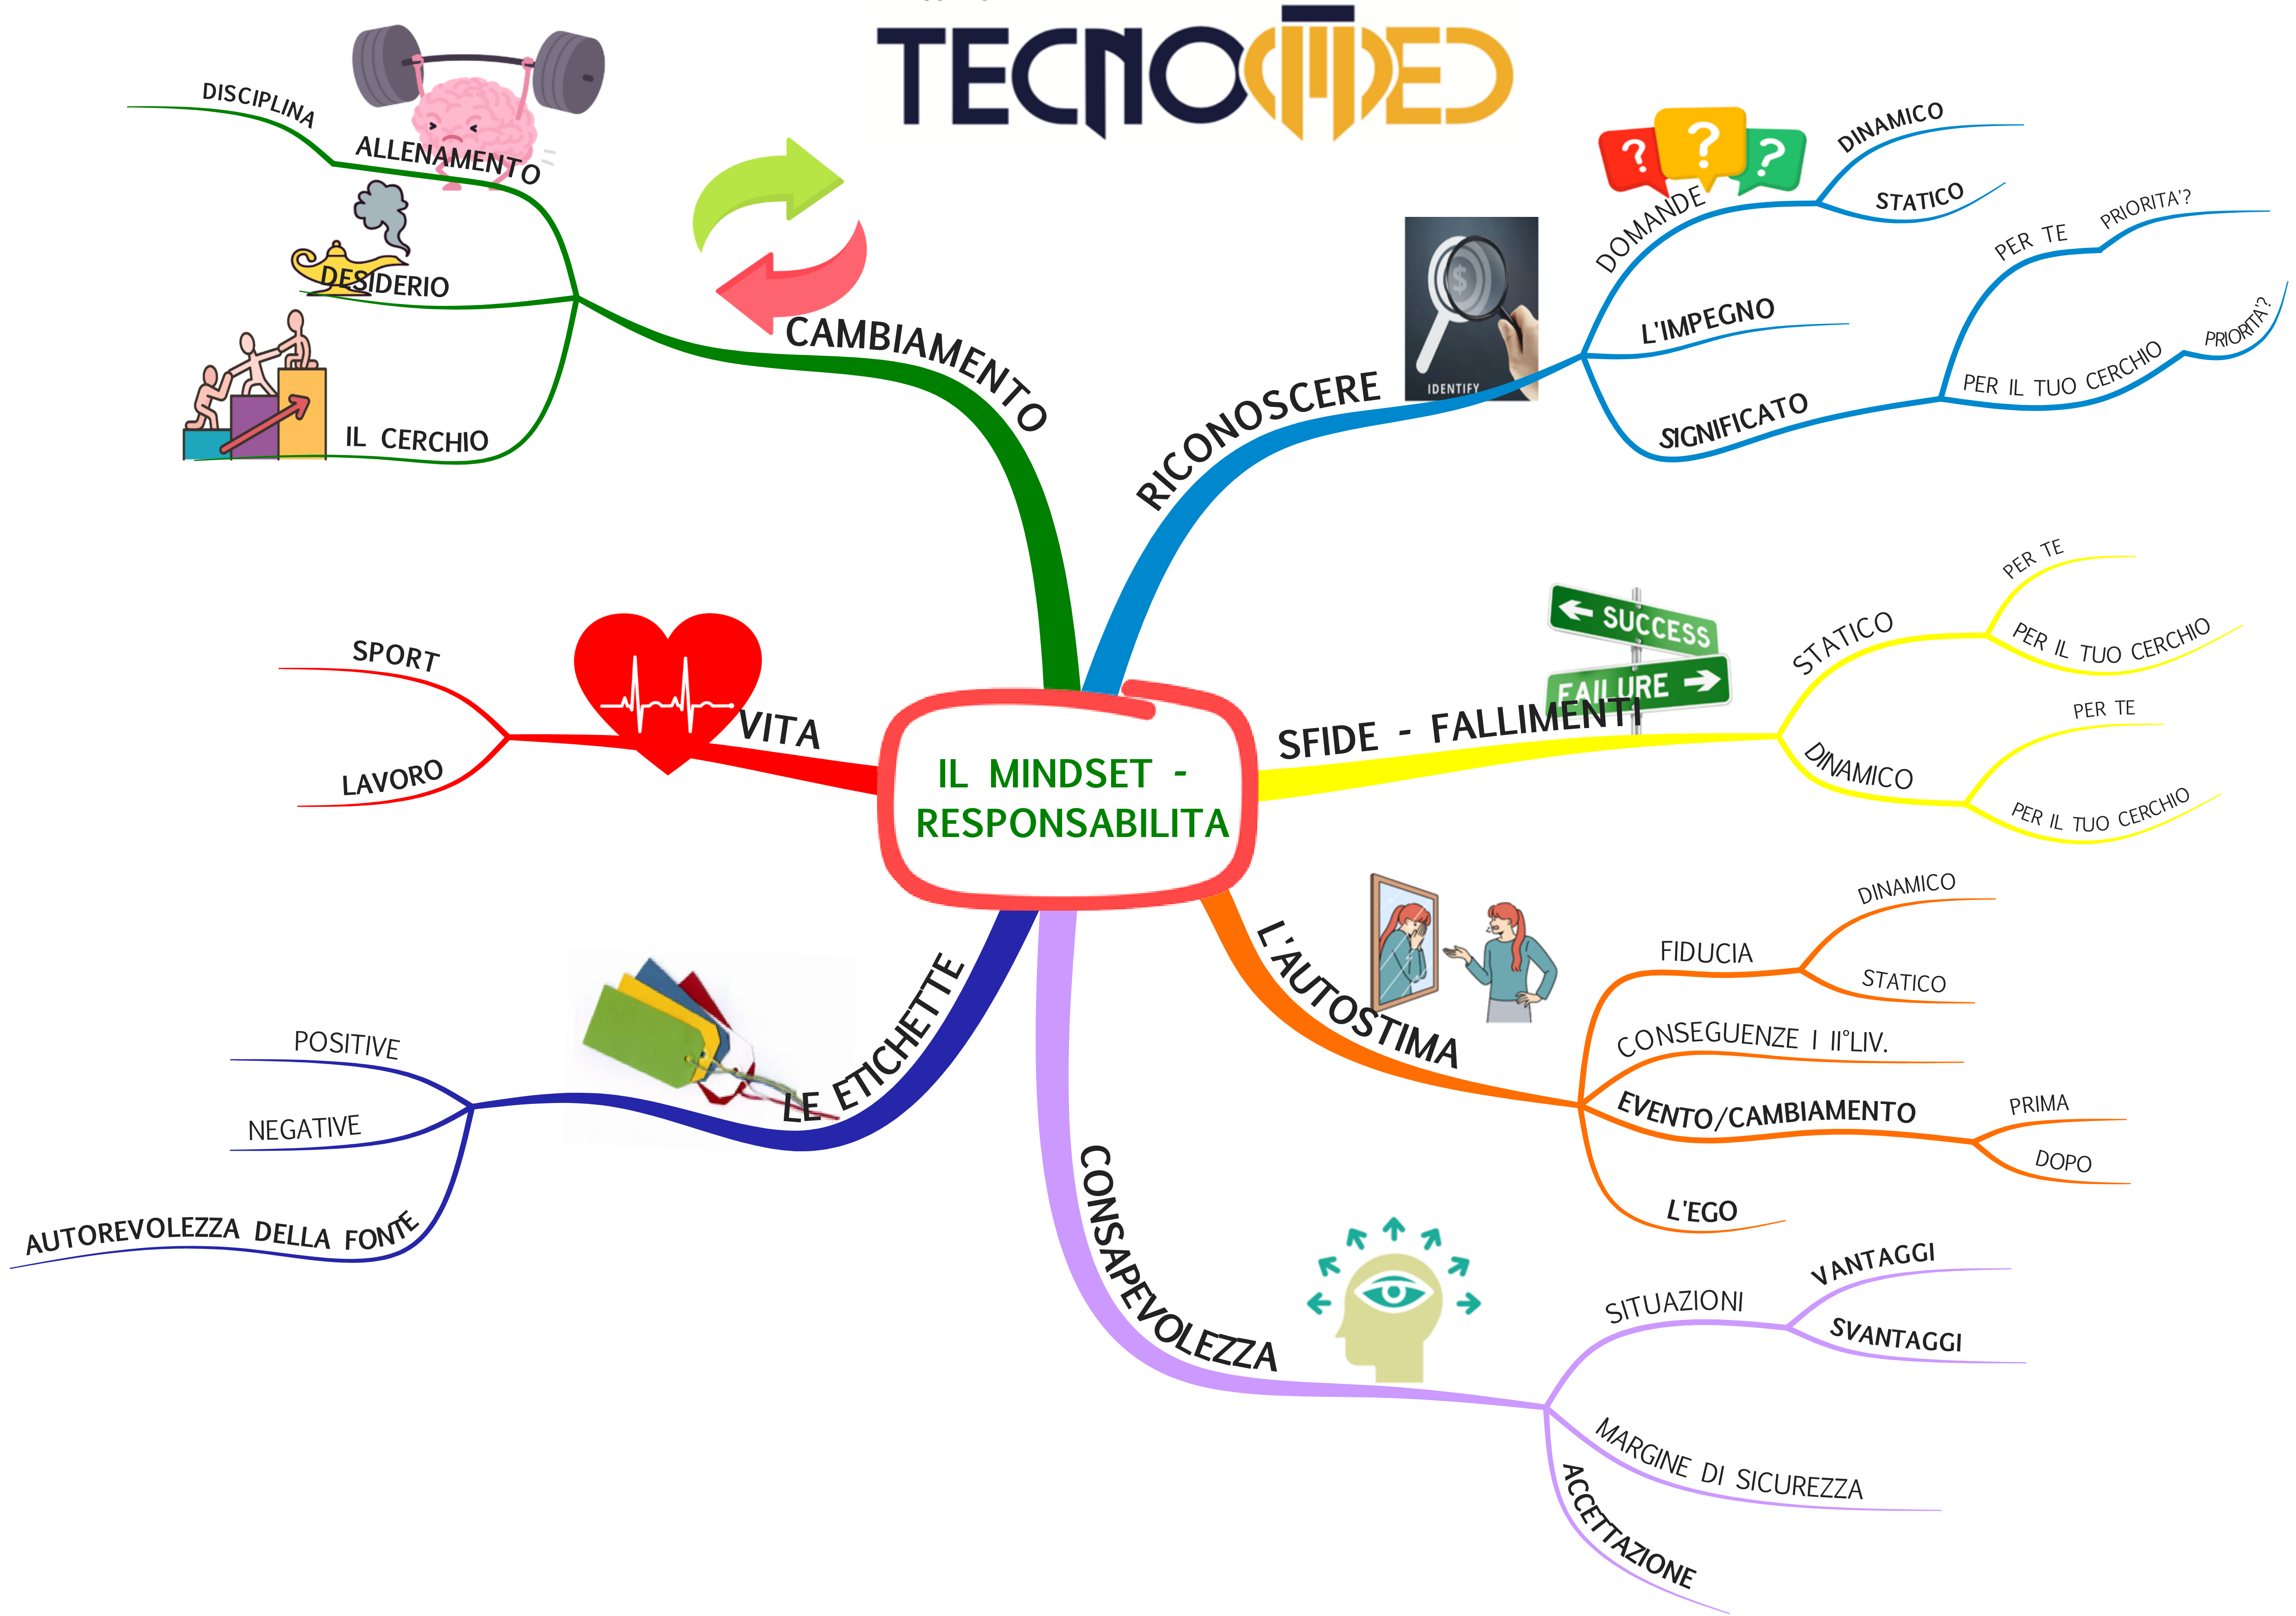 TECNOMED
IL MINDSET -
RESPONSABILITA
RICONOSCERE
IDENTIFY
$
? ? ?
DOMANDE
DINAMICO
STATICO
L'IMPEGNO
SIGNIFICATO
PER TE
PRIORITA'?
PER IL TUO CERCHIO
PRIORITA'?
SFIDE - FALLIMENTI
SUCCESS
FAILURE
STATICO
PER TE
PER IL TUO CERCHIO
DINAMICO
PER TE
PER IL TUO CERCHIO
L'AUTOSTIMA
FIDUCIA
DINAMICO
STATICO
CONSEGUENZE I II°LIV.
EVENTO/CAMBIAMENTO
PRIMA
DOPO
L'EGO
CONSAPEVOLEZZA
SITUAZIONI
VANTAGGI
SVANTAGGI
MARGINE DI SICUREZZA
ACCETTAZIONE
LE ETICHETTE
POSITIVE
NEGATIVE
AUTOREVOLEZZA DELLA FONTE
VITA
SPORT
LAVORO
CAMBIAMENTO
ALLENAMENTO
DISCIPLINA
DESIDERIO
IL CERCHIO